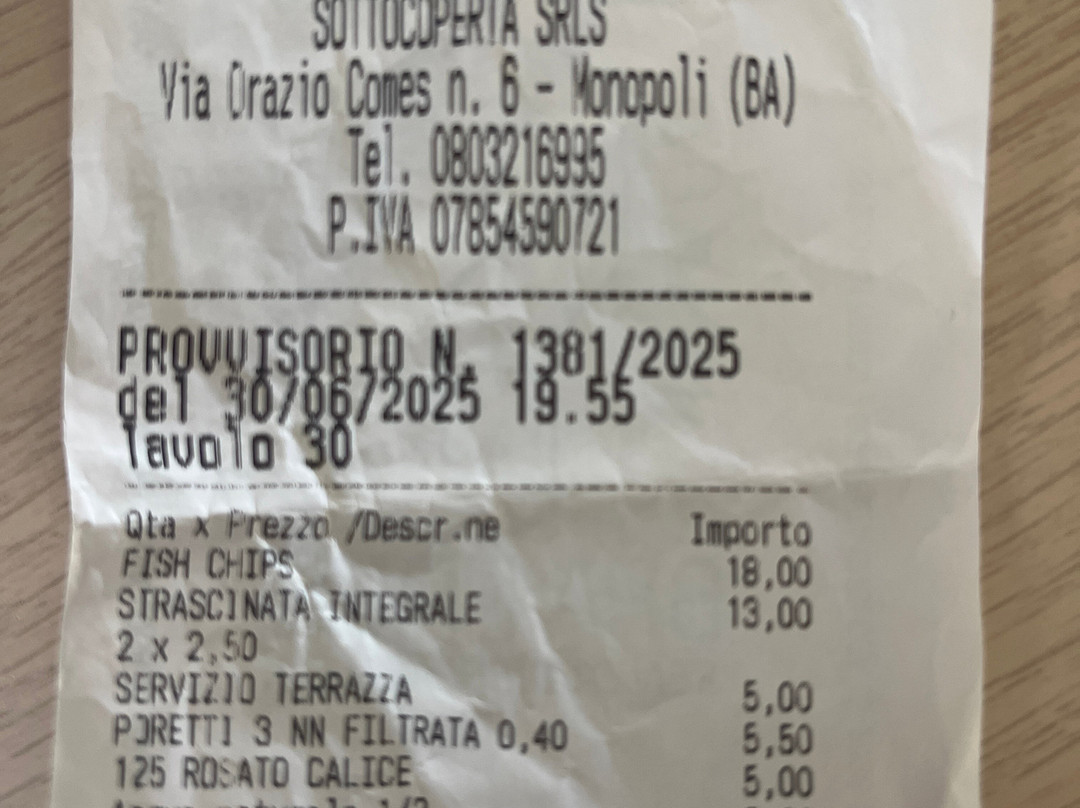 SOTTOCOPERTA SRLS
Via Orazio Comes n. 6 - Monopoli (BA)
Tel. 0803216995
P.IVA 07854590721
PROVVISORIO N. 1381/2025
del 30/06/2025 19.55
Tavolo 30
Qta x Prezzo /Descr.ne Importo
FISH CHIPS 18,00
STRASCINATA INTEGRALE 13,00
2 x 2,50
SERVIZIO TERRAZZA 5,00
PORETTI 3 NN FILTRATA 0,40 5,50
125 ROSATO CALICE 5,00